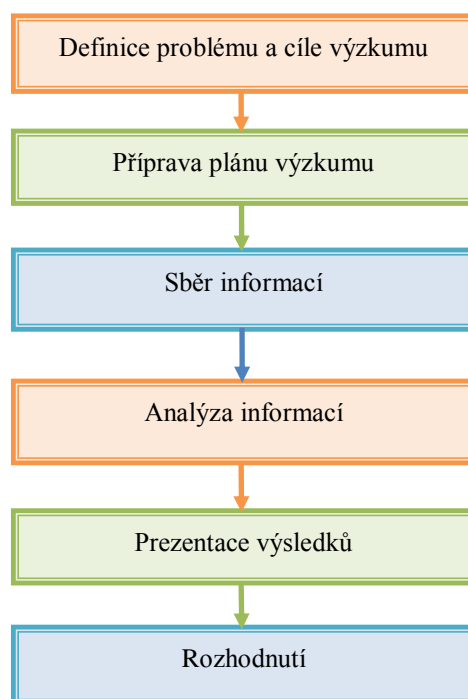 Definice problému a cíle výzkumu
Příprava plánu výzkumu
Sběr informací
Analýza informací
Prezentace výsledků
Rozhodnutí